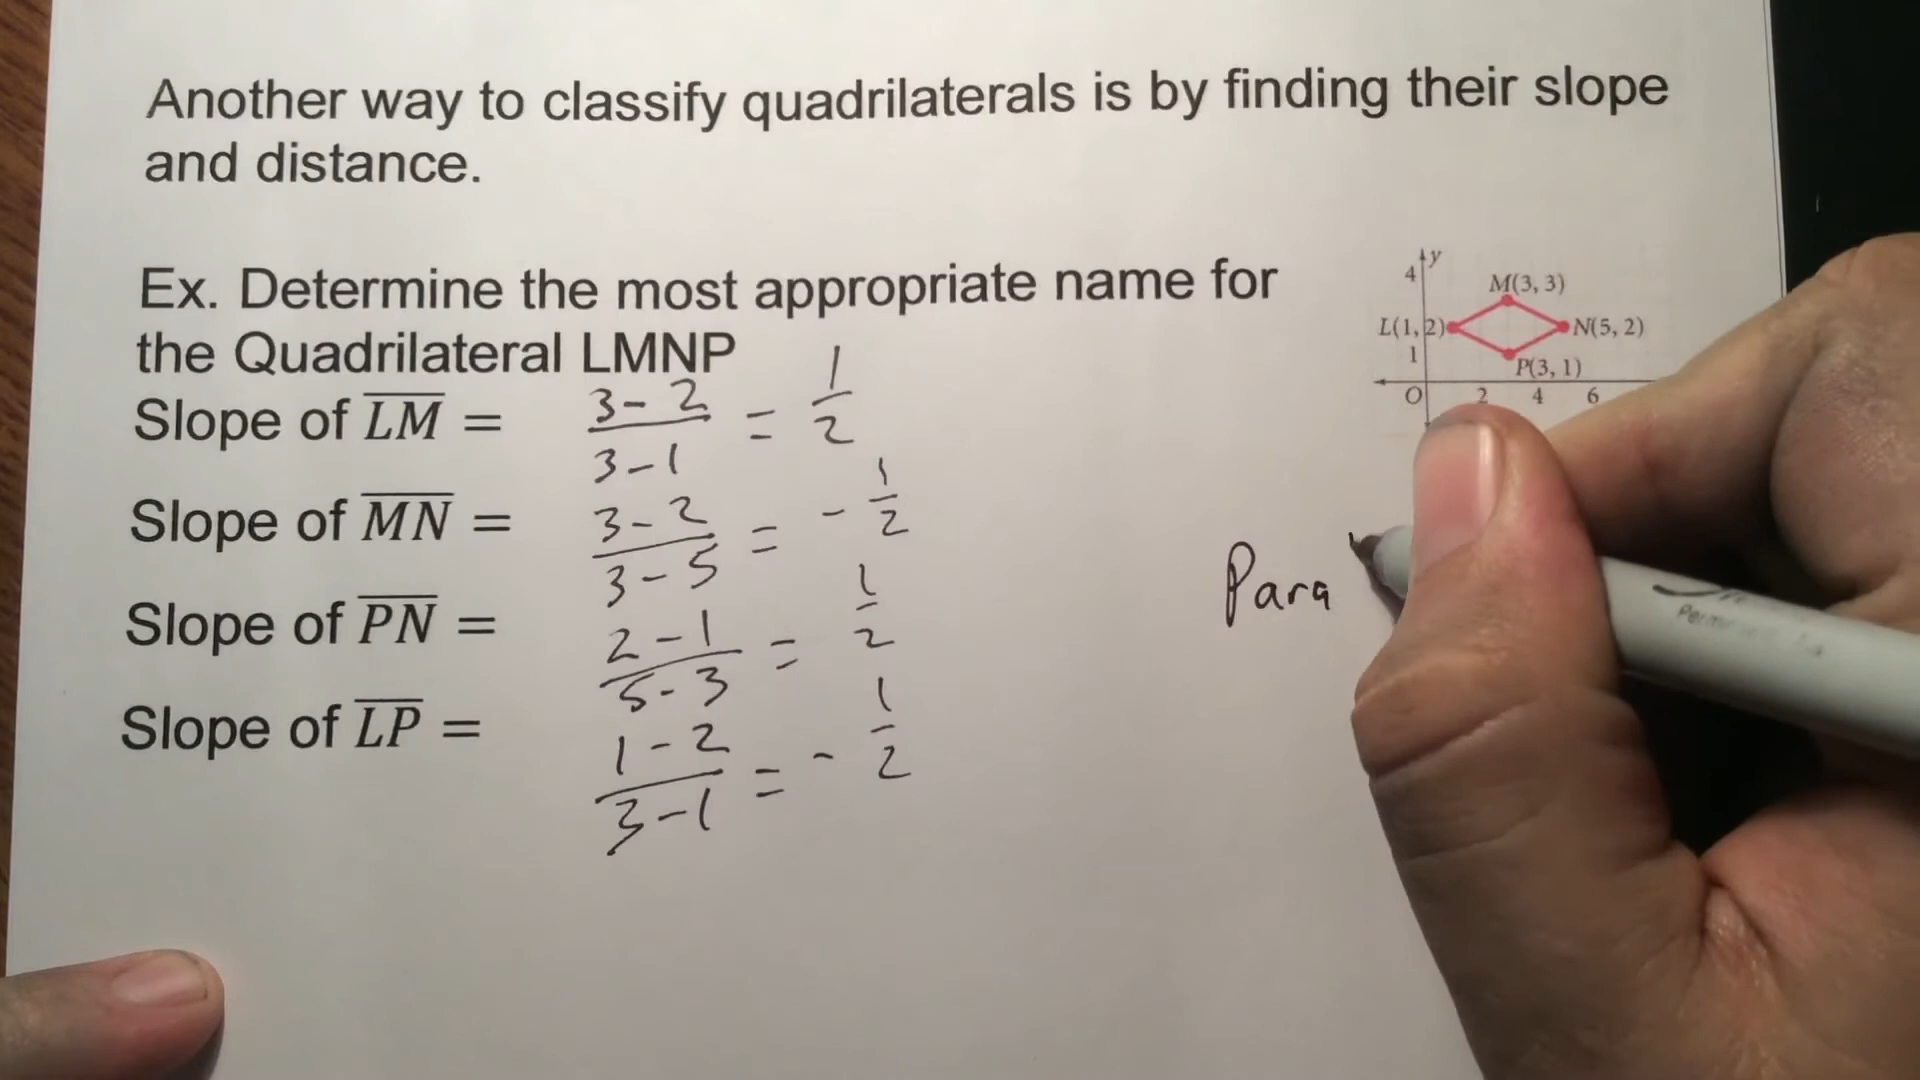 Another way to classify quadrilaterals is by finding their slope
and distance.
Ex. Determine the most appropriate name for
the Quadrilateral LMNP
Slope of LM = 3-2/3-1 = 1/2
Slope of MN = 3-2/3-5 = -1/2
Slope of PN = 2-1/5-3 = 1/2
Slope of LP = 1-2/3-1 = -1/2
y
4
M(3, 3)
L(1, 2)
N(5, 2)
1
P(3, 1)
O 2 4 6
Para